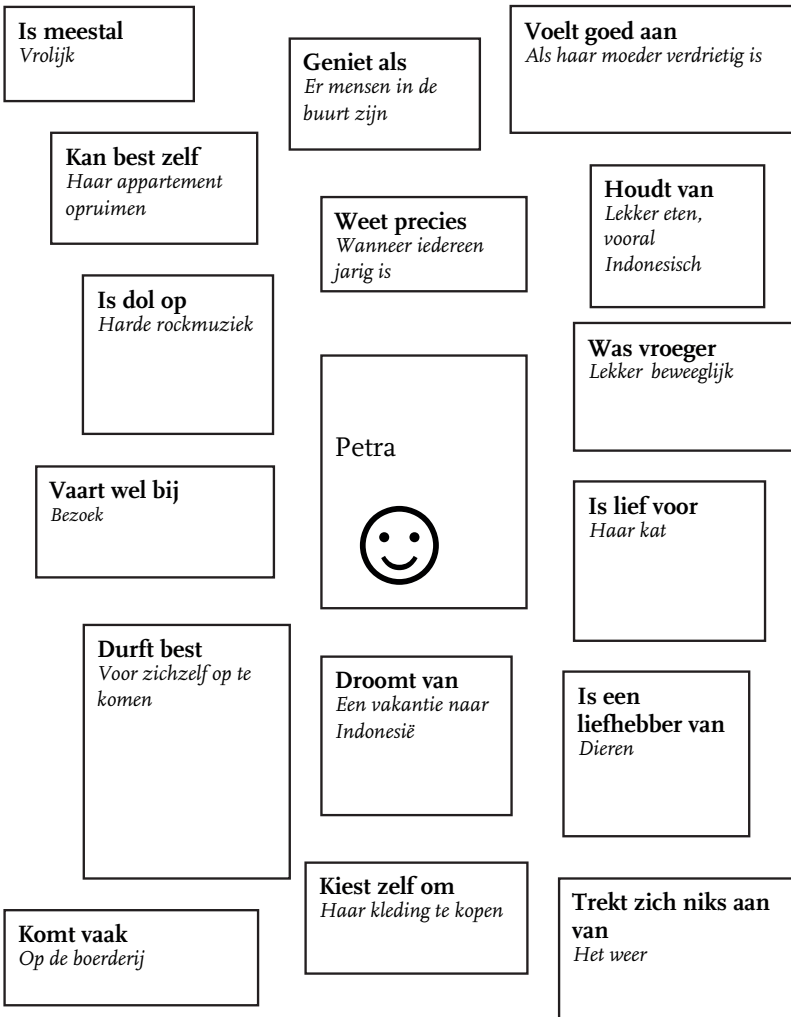 Is meestal
Vrolijk
Geniet als
Er mensen in de
buurt zijn
Voelt goed aan
Als haar moeder verdrietig is
Kan best zelf
Haar appartement
opruimen
Weet precies
Wanneer iedereen
jarig is
Houdt van
Lekker eten,
vooral
Indonesisch
Is dol op
Harde rockmuziek
Was vroeger
Lekker beweeglijk
Petra
Vaart wel bij
Bezoek
Is lief voor
Haar kat
Durft best
Voor zichzelf op te
komen
Droomt van
Een vakantie naar
Indonesië
Is een
liefhebber van
Dieren
Kiest zelf om
Haar kleding te kopen
Trekt zich niks aan
van
Het weer
Komt vaak
Op de boerderij